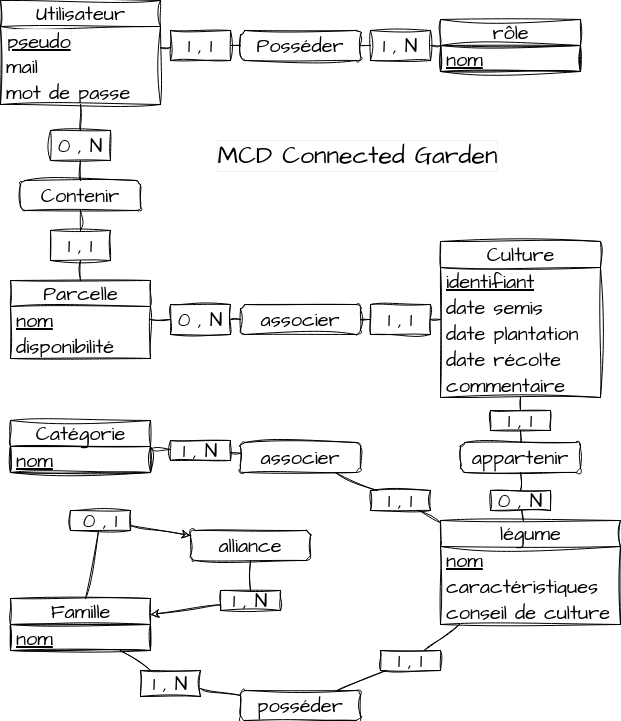 Utilisateur
pseudo
mail
mot de passe
1 , 1
Posséder
1 , N
rôle
nom
0 , N
MCD Connected Garden
Contenir
1 , 1
Parcelle
nom
disponibilité
0 , N
associer
1 , 1
Culture
identifiant
date semis
date plantation
date récolte
commentaire
1 , 1
appartenir
0 , N
Catégorie
nom
1 , N
associer
1 , 1
légume
nom
caractéristiques
conseil de culture
0 , 1
alliance
1 , N
Famille
nom
1 , N
posséder
1 , 1